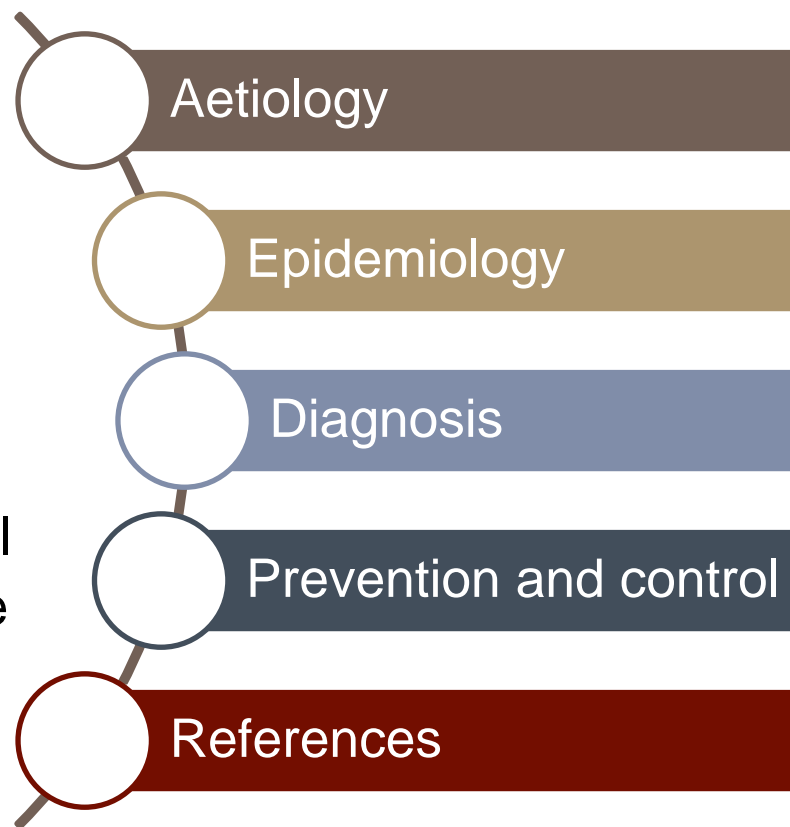 Aetiology
Epidemiology
Diagnosis
Prevention and control
References